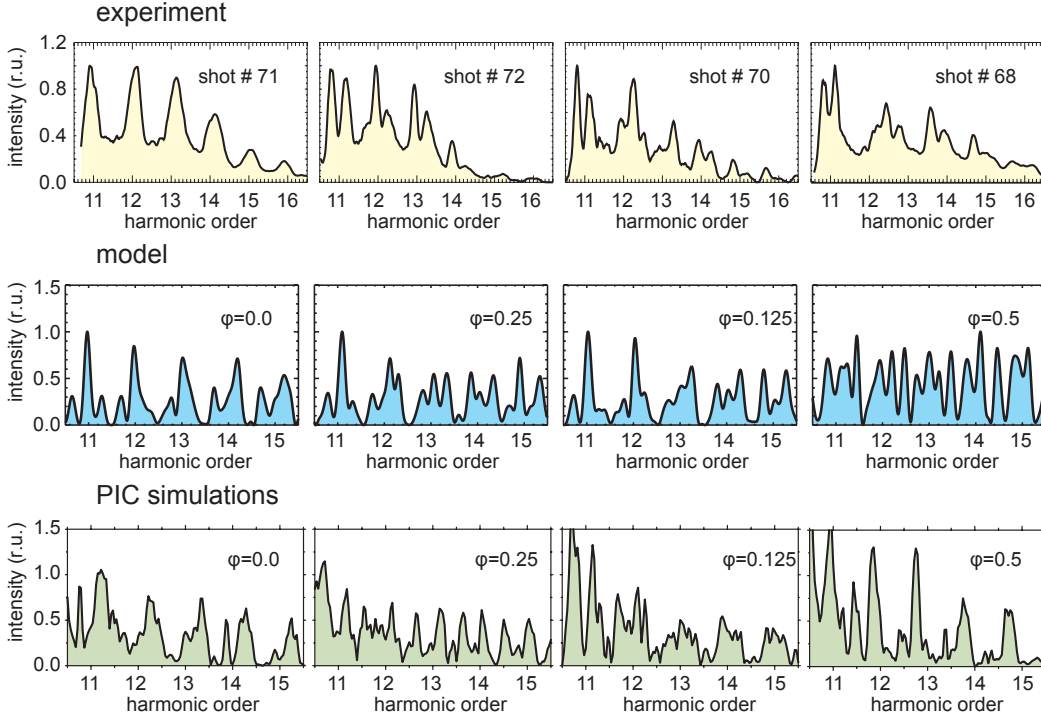 experiment
intensity (r.u.)
1.2
0.8
0.4
0.0
shot # 71
shot # 72
shot # 70
shot # 68
11 12 13 14 15 16
11 12 13 14 15 16
11 12 13 14 15 16
11 12 13 14 15 16
harmonic order
harmonic order
harmonic order
harmonic order
model
intensity (r.u.)
1.5
1.0
0.5
0.0
φ=0.0
φ=0.25
φ=0.125
φ=0.5
11 12 13 14 15
11 12 13 14 15
11 12 13 14 15
11 12 13 14 15
harmonic order
harmonic order
harmonic order
harmonic order
PIC simulations
intensity (r.u.)
1.5
1.0
0.5
0.0
φ=0.0
φ=0.25
φ=0.125
φ=0.5
11 12 13 14 15
11 12 13 14 15
11 12 13 14 15
11 12 13 14 15
harmonic order
harmonic order
harmonic order
harmonic order